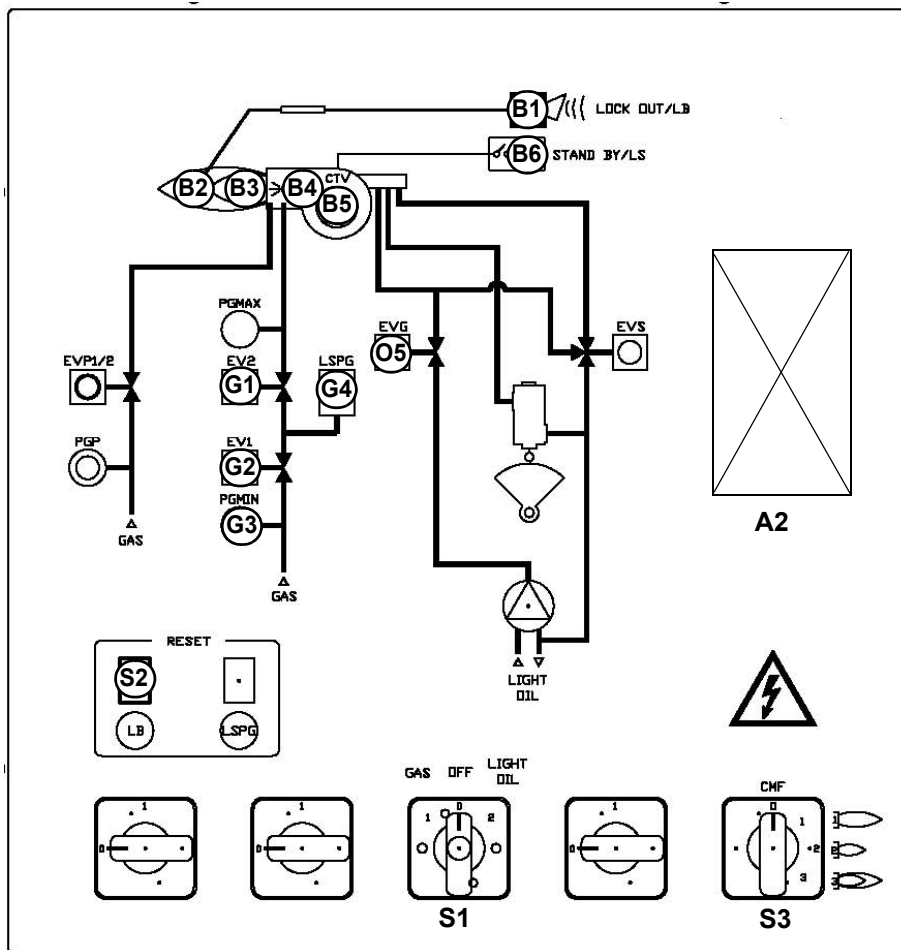 B1 LOCK OUT/LB
B6 STAND BY/LS
CTV
B2 B3 B4 B5
PGMAX
EVP1/2
EV2
G1
LSPG
G4
EVG
O5
EVS
PGP
EV1
G2
PGMIN
G3
GAS
GAS
A2
LIGHT
OIL
RESET
S2
LB
LSPG
GAS OFF LIGHT
OIL
CMF
1
0
1
0
0
1 2
1
0
0
1
2
3
1
2
3
S1
S3